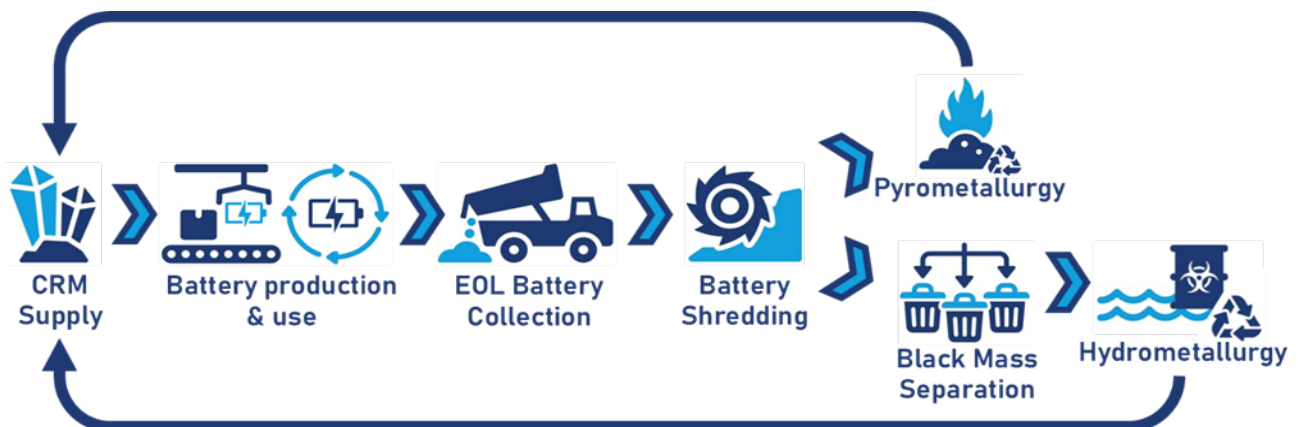 CRM
Supply
Battery production
& use
EOL Battery
Collection
Battery
Shredding
Pyrometallurgy
Black Mass
Separation
Hydrometallurgy